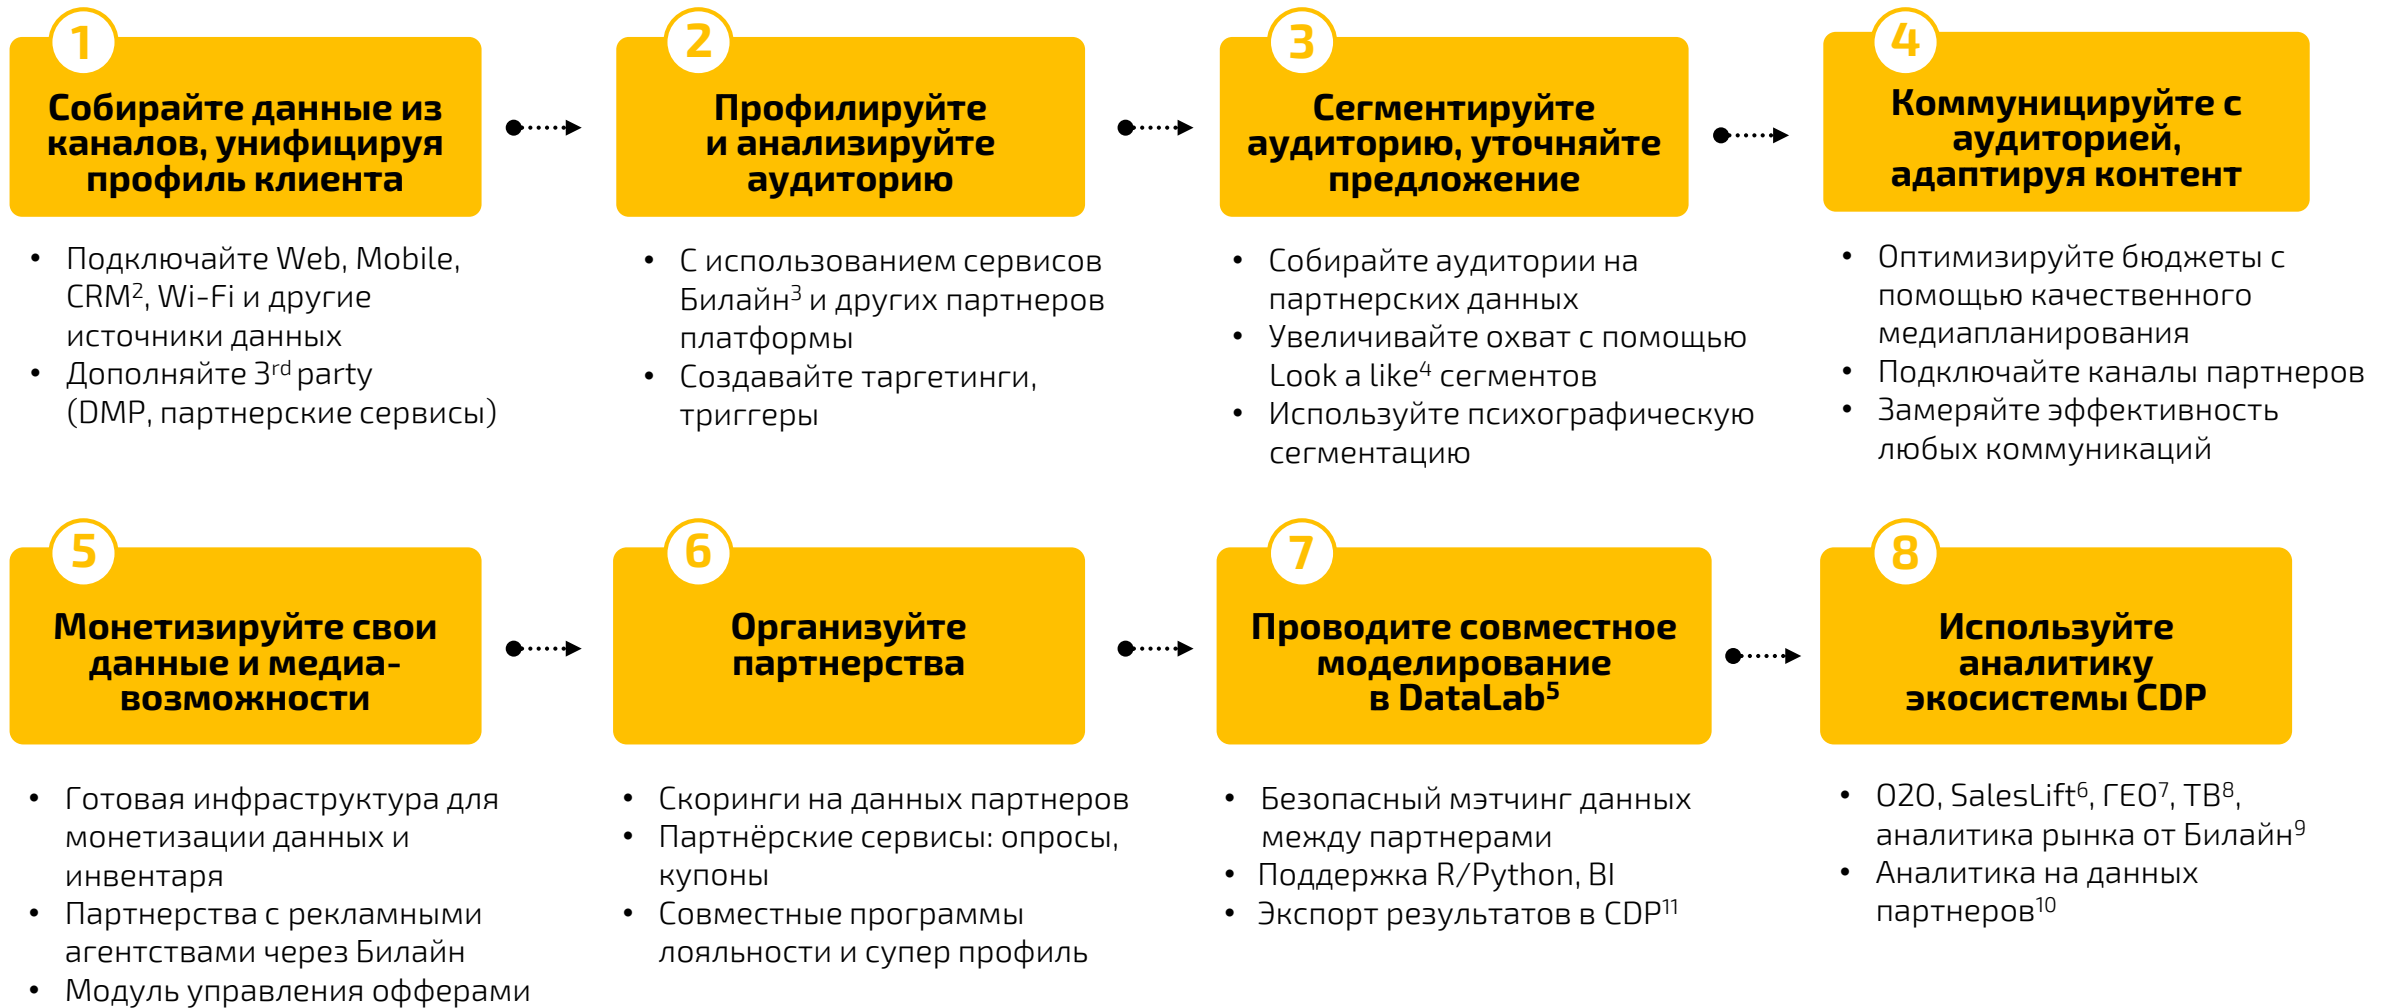 1
Собирайте данные из
каналов, унифицируя
профиль клиента
• Подключайте Web, Mobile,
CRM², Wi-Fi и другие
источники данных
• Дополняйте 3rd party
(DMP, партнерские сервисы)
2
Профилируйте
и анализируйте
аудиторию
• С использованием сервисов
Билайн³ и других партнеров
платформы
• Создавайте таргетинги,
триггеры
3
Сегментируйте
аудиторию, уточняйте
предложение
• Собирайте аудитории на
партнерских данных
• Увеличивайте охват с помощью
Look a like⁴ сегментов
• Используйте психографическую
сегментацию
4
Коммуницируйте с
аудиторией,
адаптируя контент
• Оптимизируйте бюджеты с
помощью качественного
медиапланирования
• Подключайте каналы партнеров
• Замеряйте эффективность
любых коммуникаций
5
Монетизируйте свои
данные и медиа-
возможности
• Готовая инфраструктура для
монетизации данных и
инвентаря
• Партнерства с рекламными
агентствами через Билайн
• Модуль управления офферами
6
Организуйте
партнерства
• Скоринги на данных партнеров
• Партнёрские сервисы: опросы,
купоны
• Совместные программы
лояльности и супер профиль
7
Проводите совместное
моделирование
в DataLab⁵
• Безопасный мэтчинг данных
между партнерами
• Поддержка R/Python, BI
• Экспорт результатов в CDP¹¹
8
Используйте
аналитику
экосистемы CDP
• O2O, SalesLift⁶, ГЕО⁷, ТВ⁸,
аналитика рынка от Билайн⁹
• Аналитика на данных
партнеров¹⁰